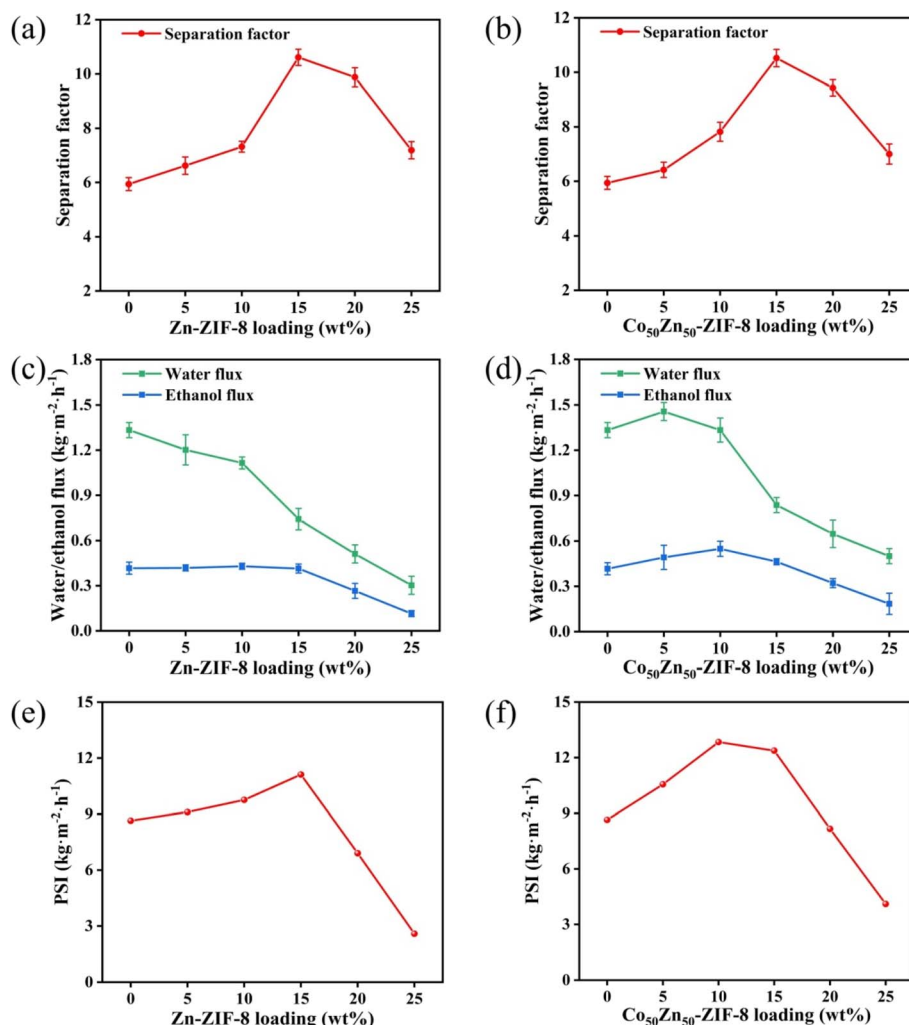 (a)
Separation factor
12
10
8
6
4
2
Separation factor
0 5 10 15 20 25
Zn-ZIF-8 loading (wt%)
(b)
Separation factor
12
10
8
6
4
2
Separation factor
0 5 10 15 20 25
Co₅₀Zn₅₀-ZIF-8 loading (wt%)
(c)
Water flux
Ethanol flux
1.8
1.5
1.2
0.9
0.6
0.3
0.0
Water/ethanol flux (kg·m⁻²·h⁻¹)
0 5 10 15 20 25
Zn-ZIF-8 loading (wt%)
(d)
Water flux
Ethanol flux
1.8
1.5
1.2
0.9
0.6
0.3
0.0
Water/ethanol flux (kg·m⁻²·h⁻¹)
0 5 10 15 20 25
Co₅₀Zn₅₀-ZIF-8 loading (wt%)
(e)
15
12
9
6
3
0
PSI (kg·m⁻²·h⁻¹)
0 5 10 15 20 25
Zn-ZIF-8 loading (wt%)
(f)
15
12
9
6
3
0
PSI (kg·m⁻²·h⁻¹)
0 5 10 15 20 25
Co₅₀Zn₅₀-ZIF-8 loading (wt%)